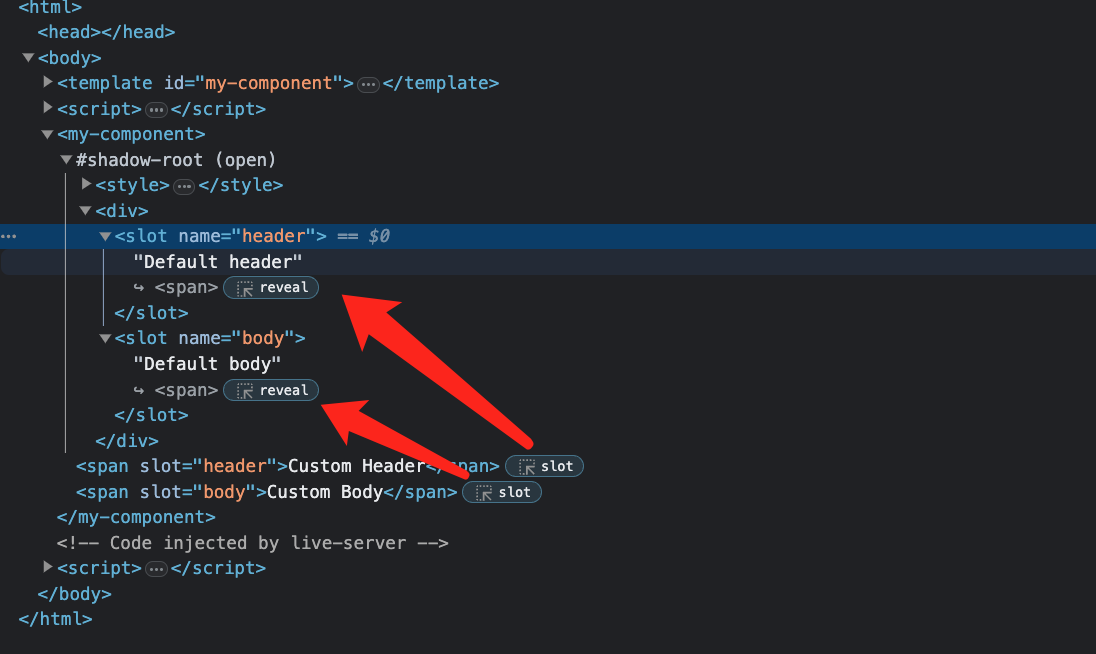 <html>
<head></head>
<body>
<template id="my-component">…</template>
<script>…</script>
<my-component>
#shadow-root (open)
<style>…</style>
<div>
… <slot name="header"> == $0
"Default header"
↪ <span> reveal
</slot>
<slot name="body">
"Default body"
↪ <span> reveal
</slot>
</div>
<span slot="header">Custom Header</span> slot
<span slot="body">Custom Body</span> slot
</my-component>
<!-- Code injected by live-server -->
<script>…</script>
</body>
</html>